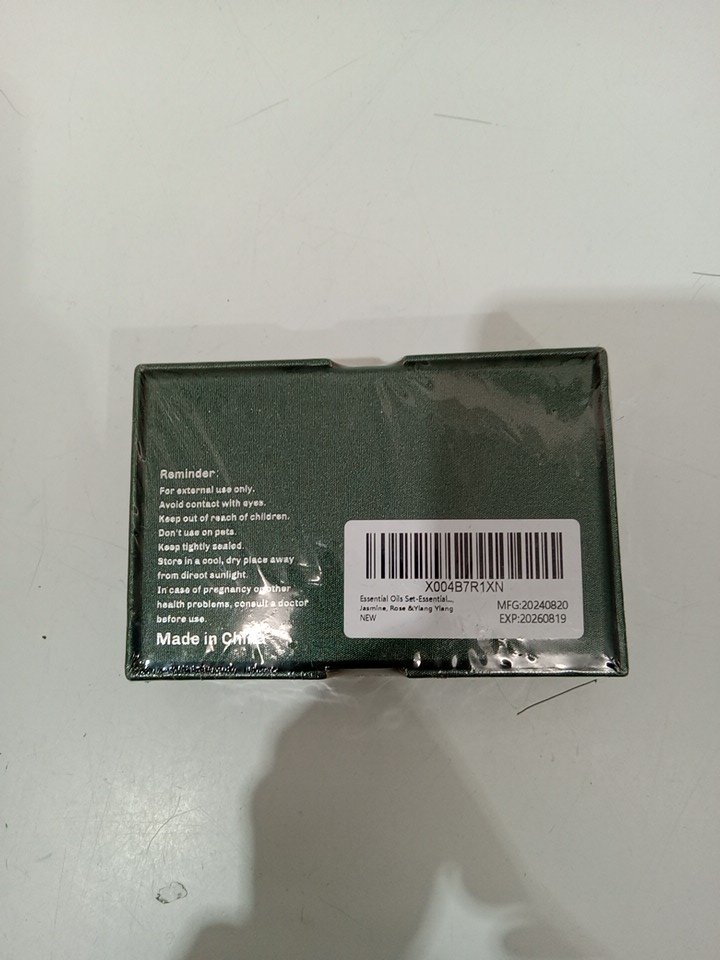 Reminder:
For external use only.
Avoid contact with eyes.
Keep out of reach of children.
Don't use on pets.
Keep tightly sealed.
Store in a cool, dry place away
from direct sunlight.
In case of pregnancy or other
health problems, consult a doctor
before use.
Made in China
X004B7R1XN
Essential Oils Set-Essential...
Jasmine, Rose &Ylang Ylang
NEW
MFG:20240820
EXP:20260819